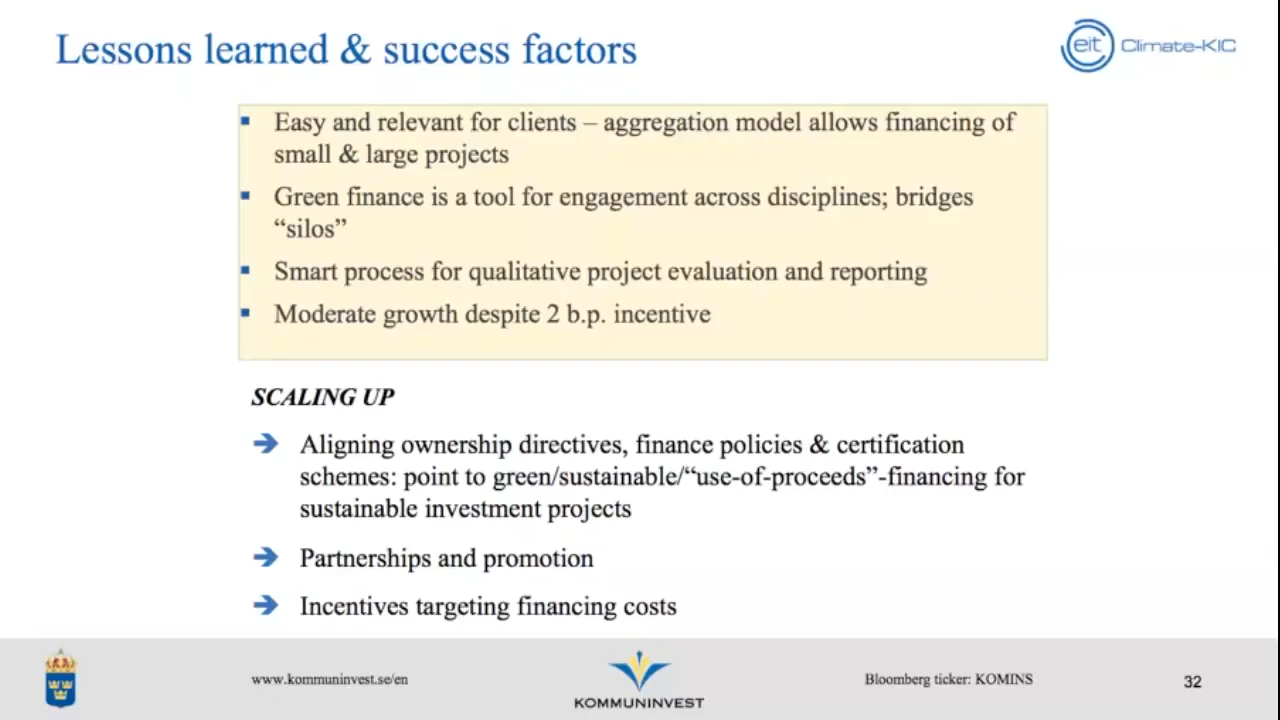 Lessons learned & success factors
eit Climate-KIC
Easy and relevant for clients – aggregation model allows financing of
small & large projects
Green finance is a tool for engagement across disciplines; bridges
“silos”
Smart process for qualitative project evaluation and reporting
Moderate growth despite 2 b.p. incentive
SCALING UP
Aligning ownership directives, finance policies & certification
schemes: point to green/sustainable/“use-of-proceeds”-financing for
sustainable investment projects
Partnerships and promotion
Incentives targeting financing costs
www.kommuninvest.se/en
KOMMUNINVEST
Bloomberg ticker: KOMINS
32